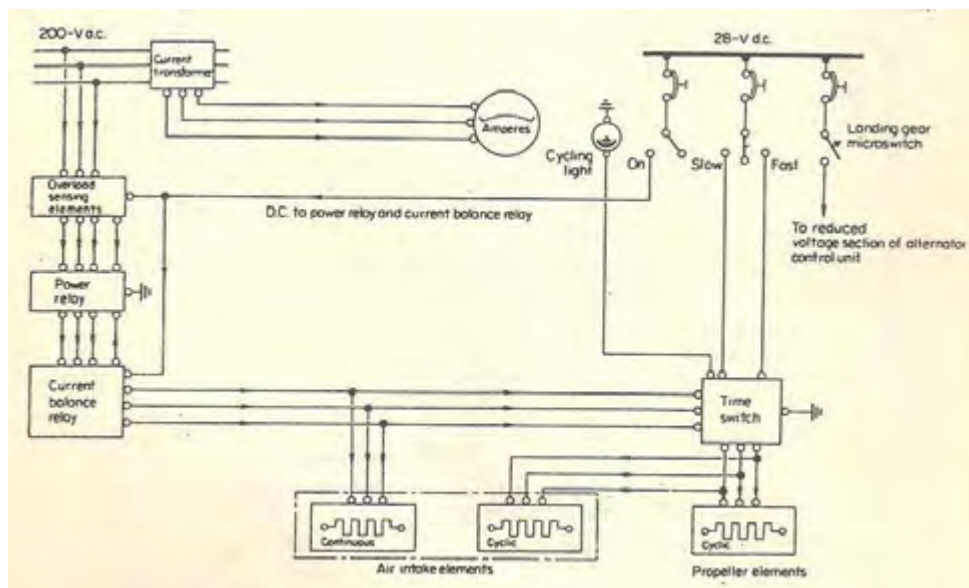 200-V a.c.
28-V d.c.
Current
transformer
Amperes
Cycling
light
On
Slow
Fast
Landing gear
microswitch
Overload
sensing
elements
D.C. to power relay and current balance relay
To reduced
voltage section of alternator
control unit
Power
relay
Current
balance
relay
Time
switch
Continuous
Cyclic
Cyclic
Air intake elements
Propeller elements